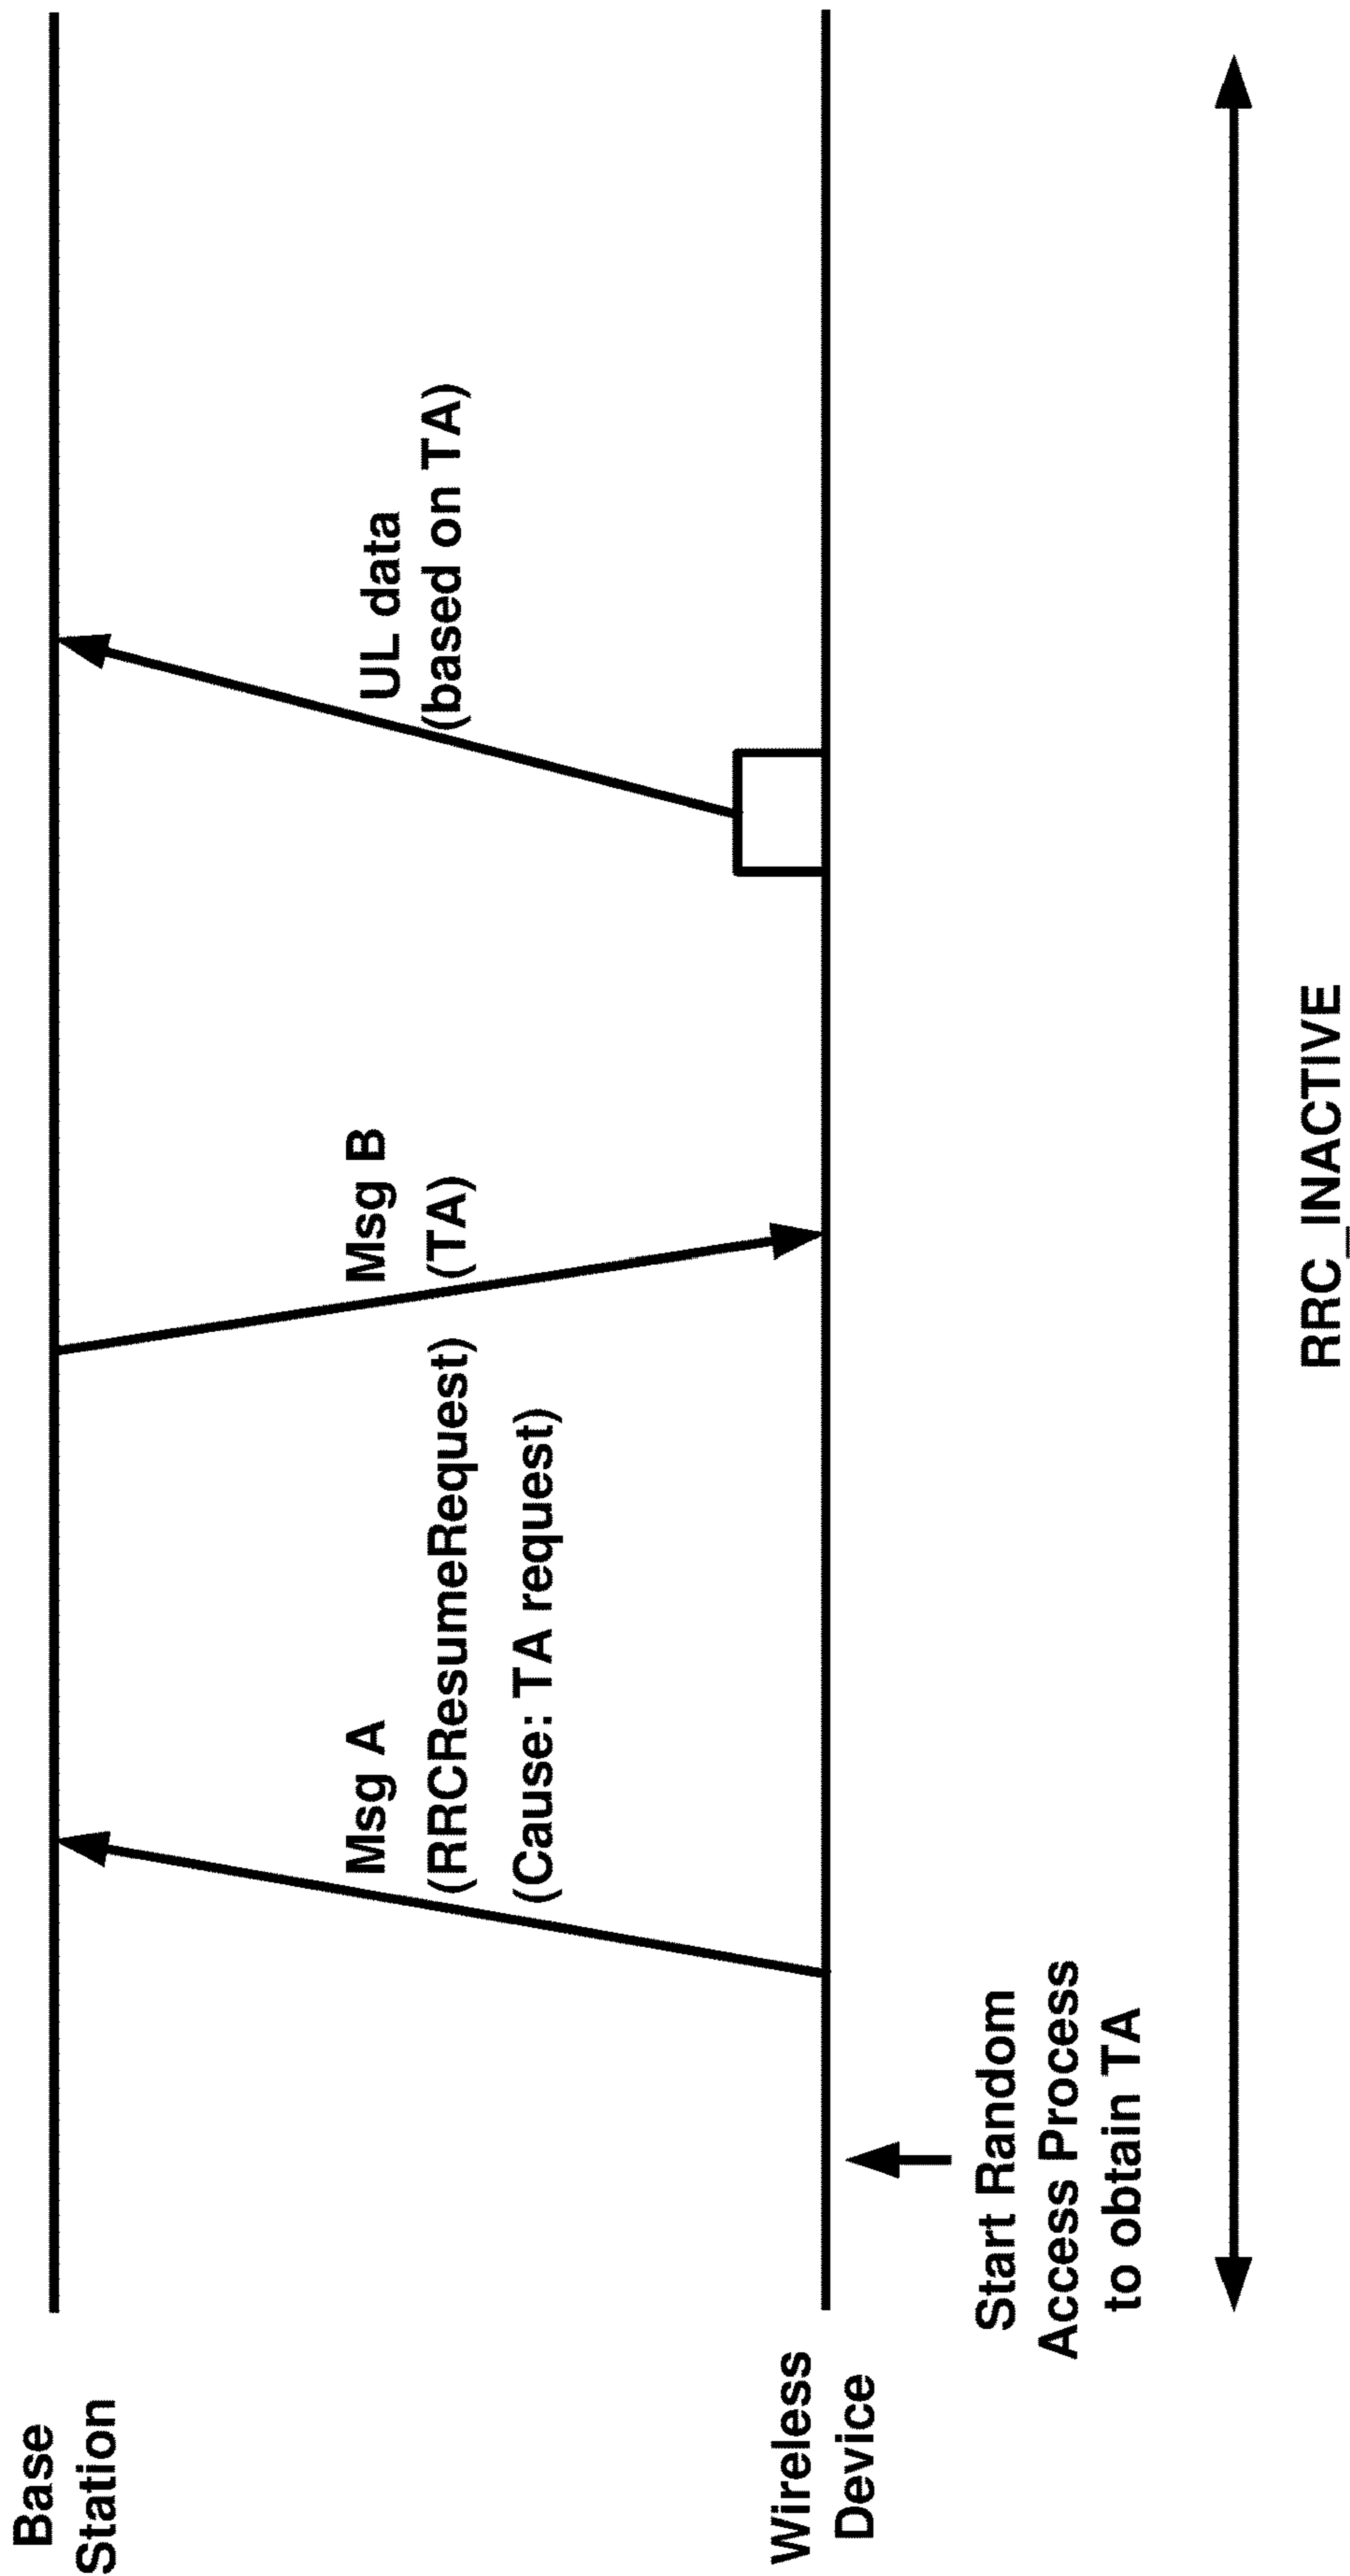 Base
Station
Msg A
(RRCResumeRequest)
(Cause: TA request)
Msg B
(TA)
UL data
(based on TA)
Wireless
Device
Start Random
Access Process
to obtain TA
RRC_INACTIVE